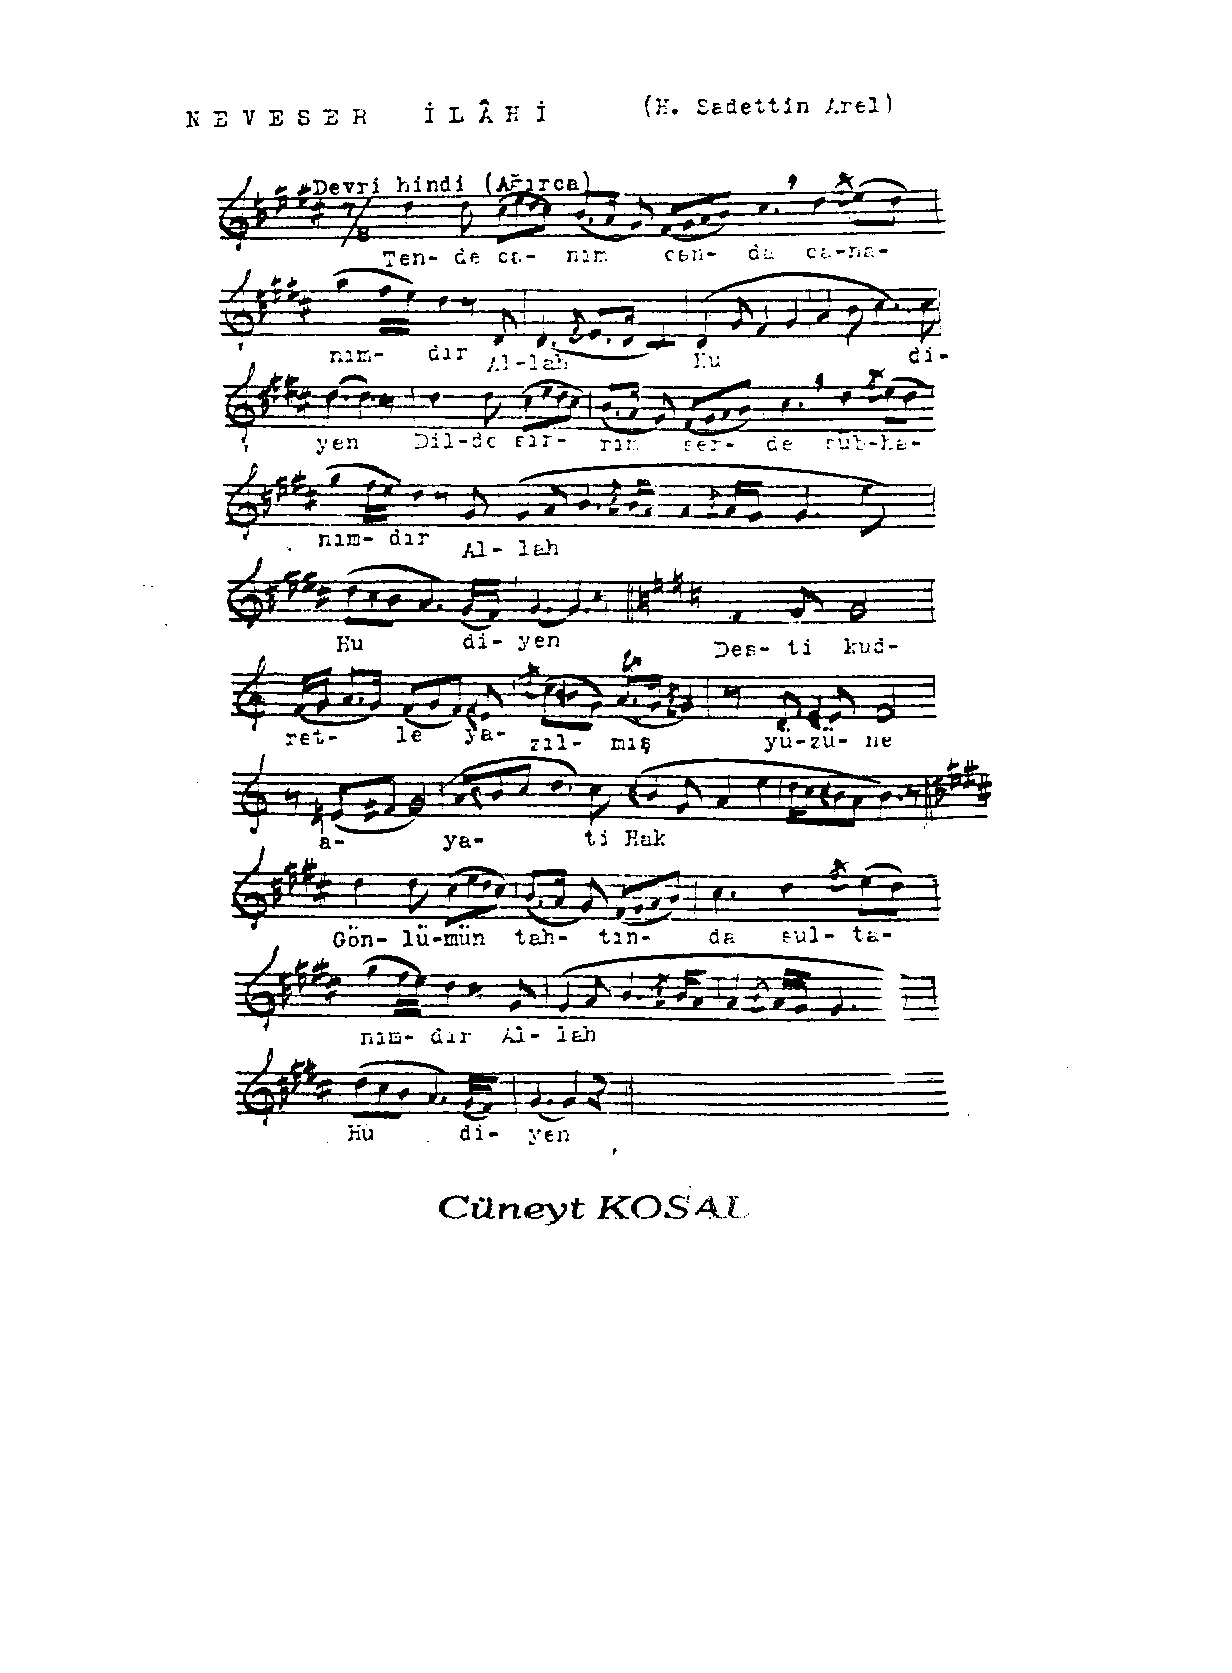 NEVESER İLÂHİ (H. Sadettin Arel)
Devri hindi (Ağırca)
7/8
Ten- de ca- nım can- da ca-na-
nım- dır Al-lah Hu di-
yen Dil-de sır- rım ser- de süb-ha-
nım- dır Al- lah
Hu di- yen Des- ti kud-
ret- le ya- zıl- mış yü-zü- ne
a- ya- ti Hak
Gön- lü-mün tah- tın- da sul- ta-
nım- dır Al- lah
Hu di- yen
Cüneyt KOSAL